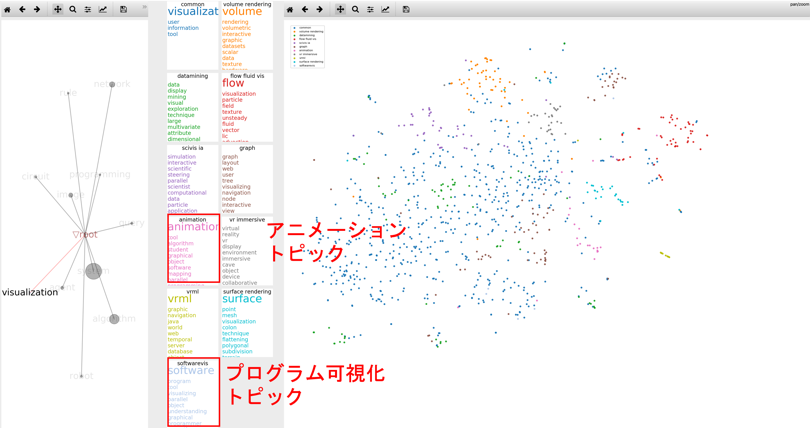 network
rule
circuit
programming
image
query
root
visualization
algorithm
robot
common
visualizat
user
information
tool
volume rendering
volume
rendering
volumetric
interactive
graphic
datasets
scalar
data
texture
datamining
data
display
mining
visual
exploration
technique
large
multivariate
attribute
dimensional
flow fluid vis
flow
visualization
particle
field
texture
unsteady
fluid
vector
lic
scivis ia
simulation
interactive
scientific
steering
parallel
scientist
computational
data
particle
application
graph
graph
layout
web
user
tree
visualizing
navigation
node
interactive
view
animation
animation
tool
algorithm
student
graphical
object
software
mapping
parallel
vr immersive
virtual
reality
vr
display
environment
immersive
cave
object
device
collaborative
アニメーション
トピック
vrml
vrml
graphic
navigation
java
world
web
temporal
server
database
surface rendering
surface
point
mesh
visualization
colon
technique
flattening
polygonal
subdivision
softwarevis
software
program
tool
visualizing
parallel
object
understanding
graphical
programmer
プログラム可視化
トピック
pan/zoom
common
volume rendering
datamining
flow fluid vis
scivis ia
graph
animation
vr immersive
vrml
surface rendering
softwarevis